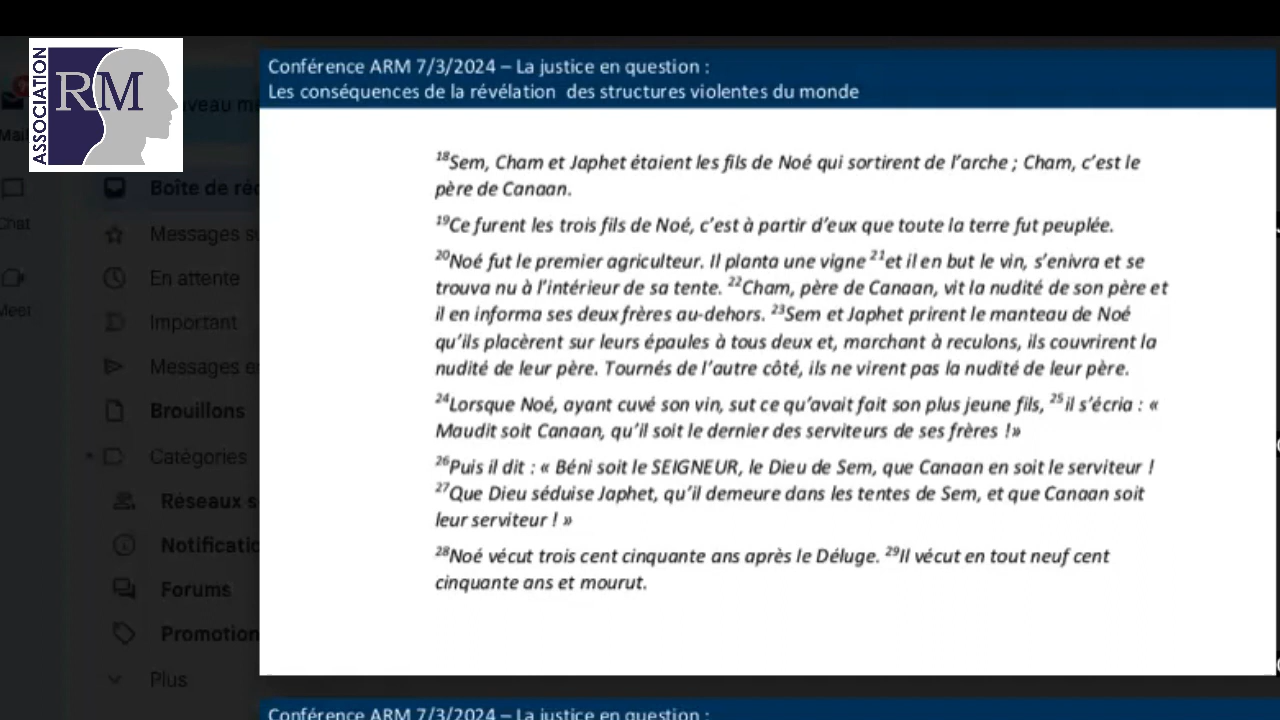 ASSOCIATION
RM
Conférence ARM 7/3/2024 – La justice en question :
Les conséquences de la révélation des structures violentes du monde
18Sem, Cham et Japhet étaient les fils de Noé qui sortirent de l’arche ; Cham, c’est le
père de Canaan.
19Ce furent les trois fils de Noé, c’est à partir d’eux que toute la terre fut peuplée.
20Noé fut le premier agriculteur. Il planta une vigne 21et il en but le vin, s’enivra et se
trouva nu à l’intérieur de sa tente. 22Cham, père de Canaan, vit la nudité de son père et
il en informa ses deux frères au-dehors. 23Sem et Japhet prirent le manteau de Noé
qu’ils placèrent sur leurs épaules à tous deux et, marchant à reculons, ils couvrirent la
nudité de leur père. Tournés de l’autre côté, ils ne virent pas la nudité de leur père.
24Lorsque Noé, ayant cuvé son vin, sut ce qu’avait fait son plus jeune fils, 25il s’écria : «
Maudit soit Canaan, qu’il soit le dernier des serviteurs de ses frères !»
26Puis il dit : « Béni soit le SEIGNEUR, le Dieu de Sem, que Canaan en soit le serviteur !
27Que Dieu séduise Japhet, qu’il demeure dans les tentes de Sem, et que Canaan soit
leur serviteur ! »
28Noé vécut trois cent cinquante ans après le Déluge. 29Il vécut en tout neuf cent
cinquante ans et mourut.
Mail
Chat
Meet
Boîte de réc
Messages su
En attente
Important
Messages en
Brouillons
Catégories
Réseaux s
Notificatio
Forums
Promotion
Plus
Conférence ARM 7/3/2024 – La justice en question :